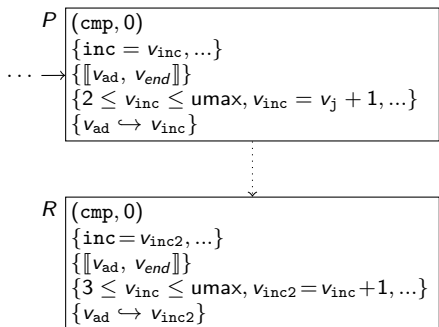 P
(cmp, 0)
{inc = v_inc, ...}
··· → {⟦v_ad, v_end⟧}
{2 ≤ v_inc ≤ umax, v_inc = v_j + 1, ...}
{v_ad ↪ v_inc}
R
(cmp, 0)
{inc = v_inc2, ...}
{⟦v_ad, v_end⟧}
{3 ≤ v_inc ≤ umax, v_inc2 = v_inc + 1, ...}
{v_ad ↪ v_inc2}